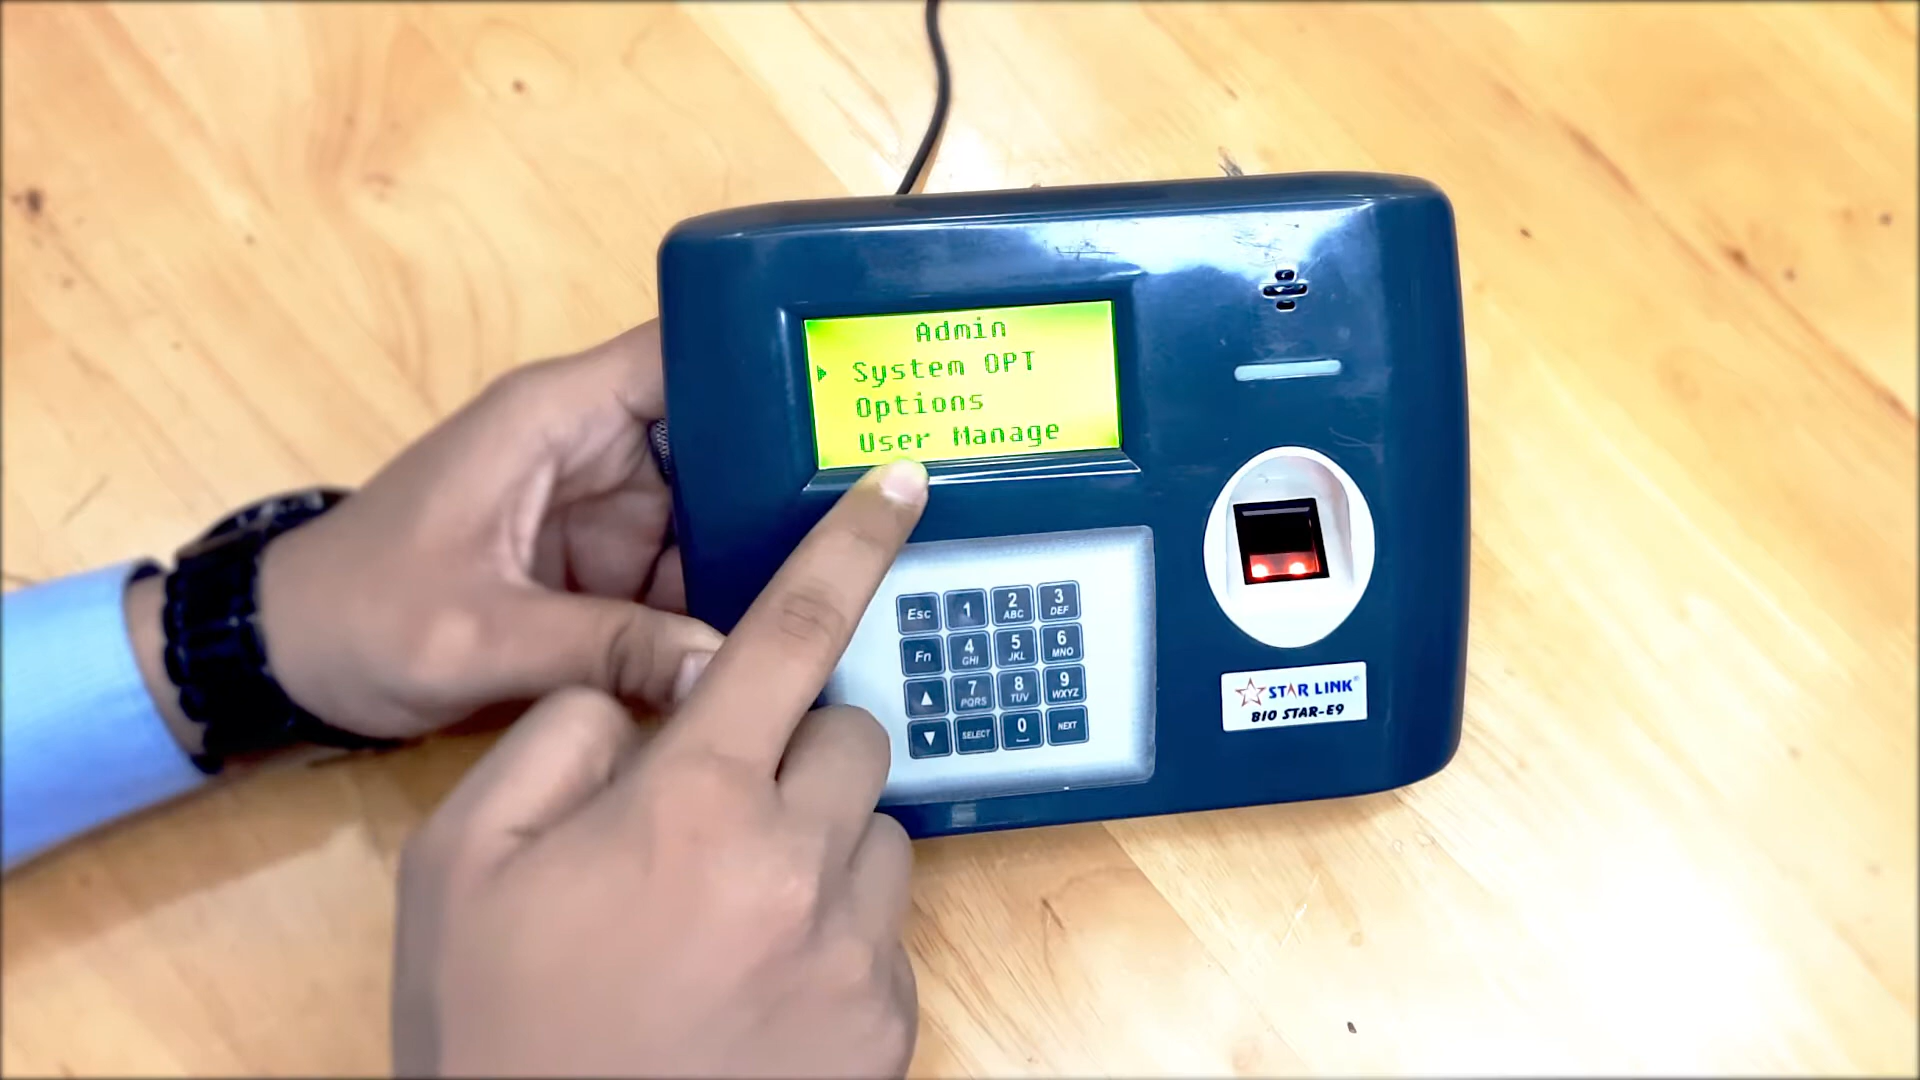 Admin
System OPT
Options
User Manage
Esc 1 2 ABC 3 DEF
Fn 4 GHI 5 JKL 6 MNO
▲ 7 PQRS 8 TUV 9 WXYZ
▼ SELECT 0 NEXT
STAR LINK®
BIO STAR-E9